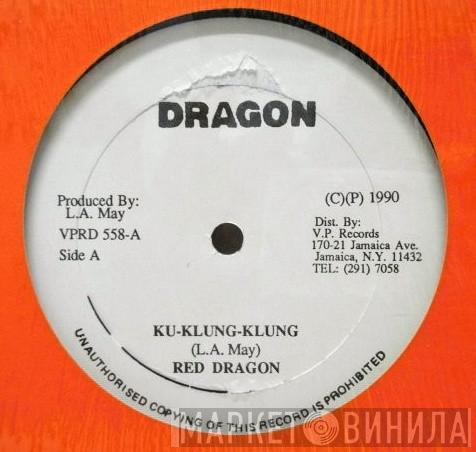 DRAGON
Produced By:
L.A. May
VPRD 558-A
Side A
(C)(P) 1990
Dist. By:
V.P. Records
170-21 Jamaica Ave.
Jamaica, N.Y. 11432
TEL: (291) 7058
KU-KLUNG-KLUNG
(L.A. May)
RED DRAGON
UNAUTHORISED COPYING OF THIS RECORD IS PROHIBITED
МАРКЕТ ВИНИЛА